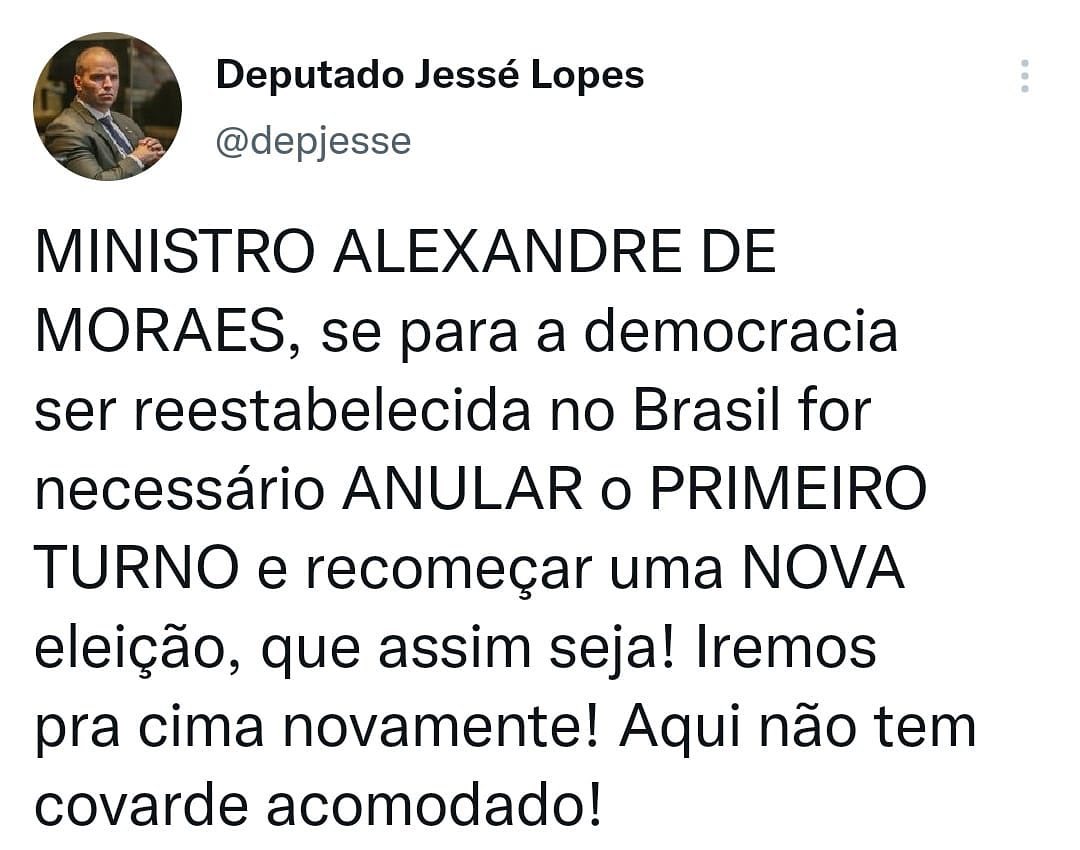 Deputado Jessé Lopes
@depjesse
MINISTRO ALEXANDRE DE
MORAES, se para a democracia
ser reestabelecida no Brasil for
necessário ANULAR o PRIMEIRO
TURNO e recomeçar uma NOVA
eleição, que assim seja! Iremos
pra cima novamente! Aqui não tem
covarde acomodado!